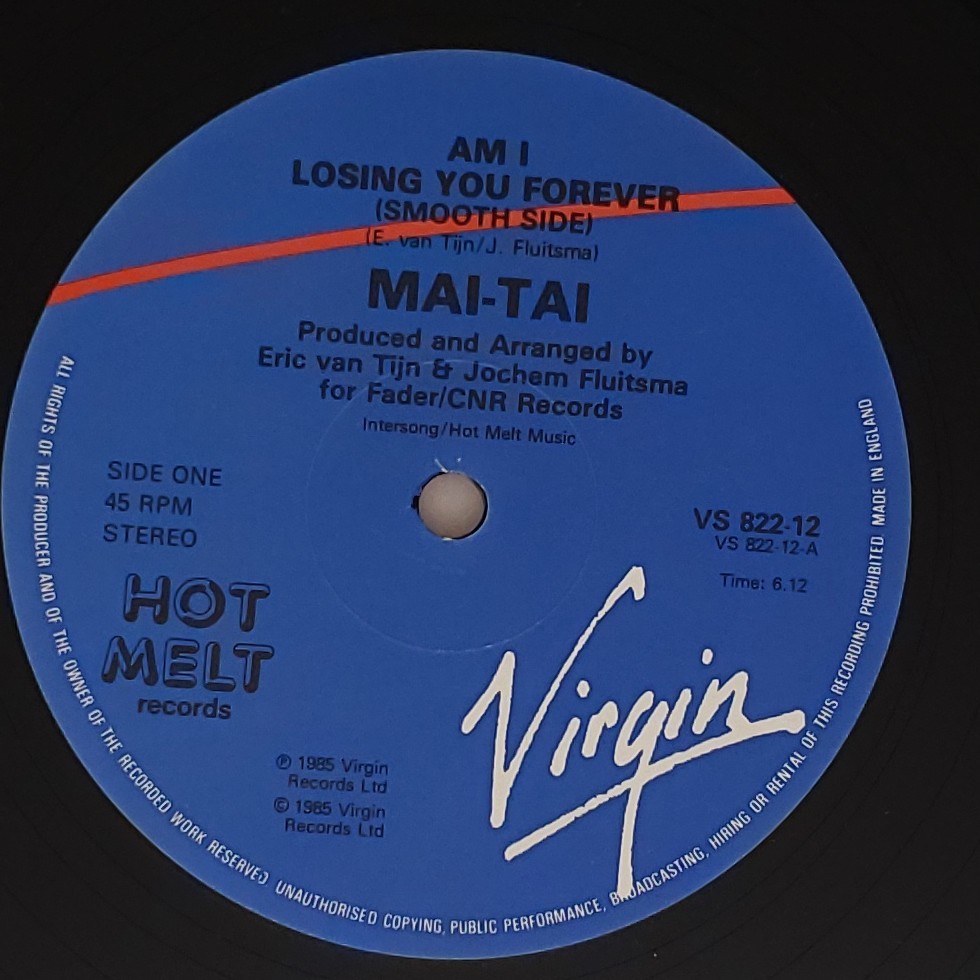 AM I
LOSING YOU FOREVER
(SMOOTH SIDE)
(E. van Tijn/J. Fluitsma)
MAI-TAI
Produced and Arranged by
Eric van Tijn & Jochem Fluitsma
for Fader/CNR Records
Intersong/Hot Melt Music
SIDE ONE
45 RPM
STEREO
VS 822-12
VS 822-12-A
Time: 6.12
HOT
MELT
records
Virgin
℗ 1985 Virgin
Records Ltd
© 1985 Virgin
Records Ltd
ALL RIGHTS OF THE PRODUCER AND OF THE OWNER OF THE RECORDED WORK RESERVED. UNAUTHORISED COPYING, PUBLIC PERFORMANCE, BROADCASTING, HIRING OR RENTAL OF THIS RECORDING PROHIBITED MADE IN ENGLAND